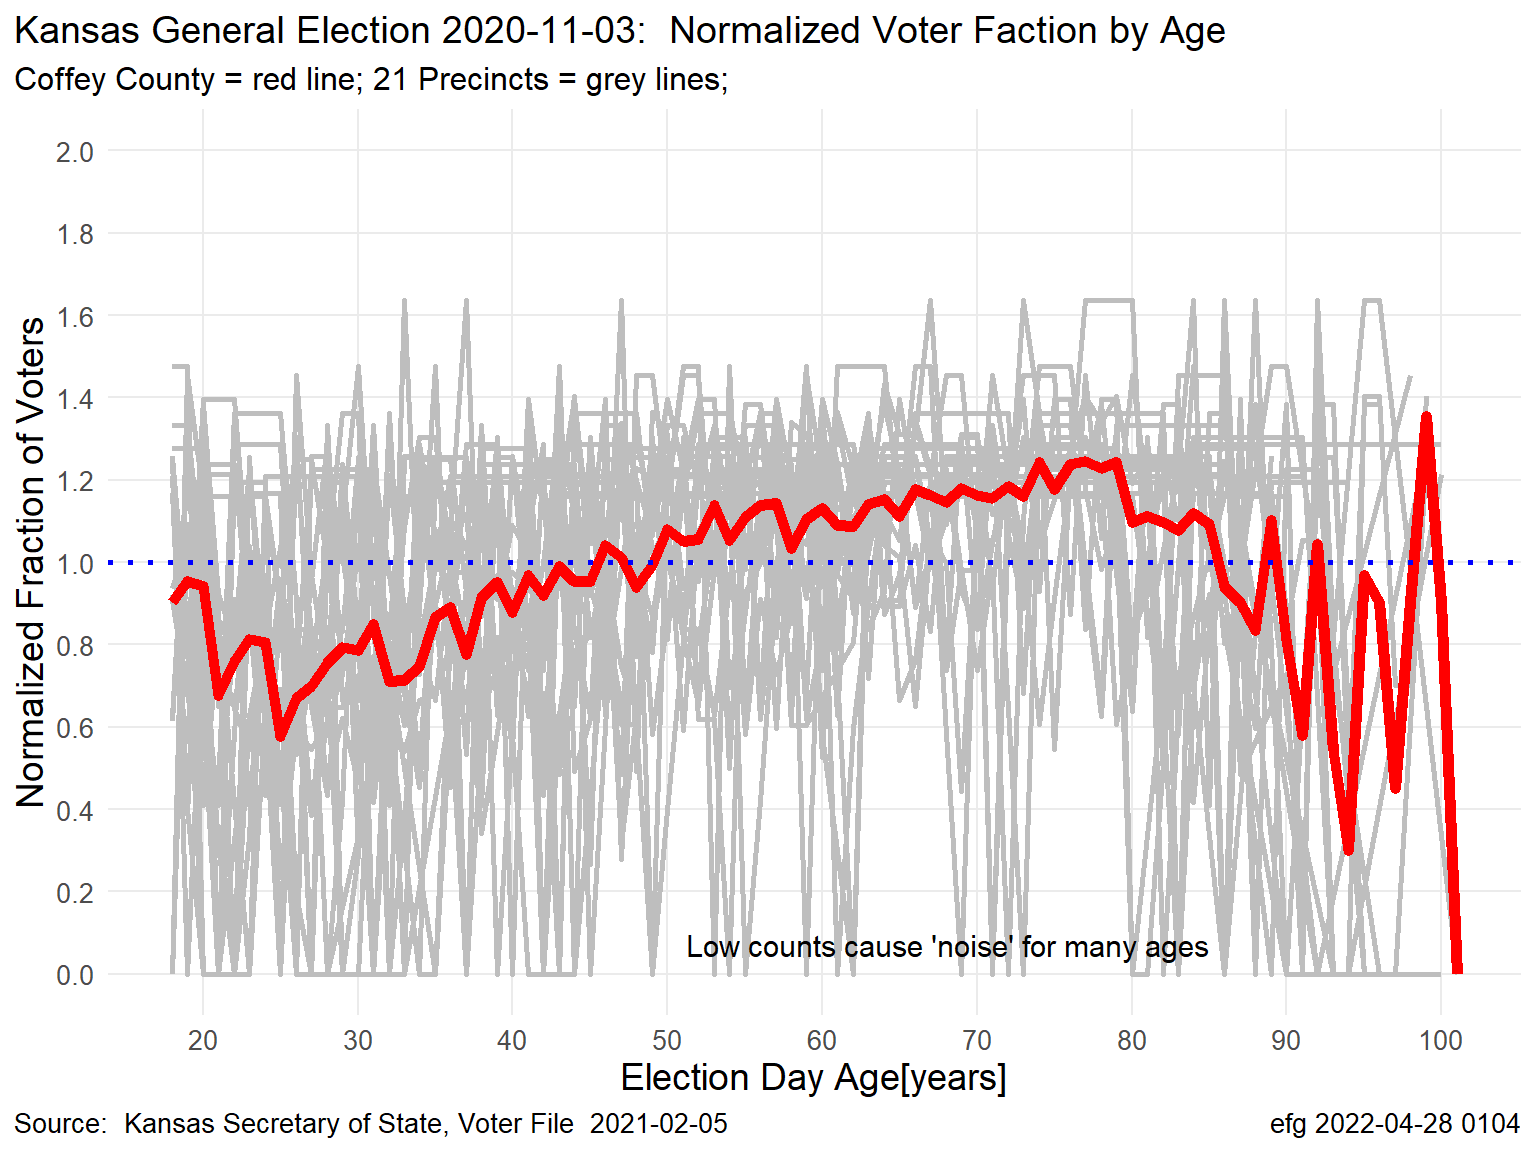 Kansas General Election 2020-11-03:  Normalized Voter Faction by Age
Coffey County = red line; 21 Precincts = grey lines;
Normalized Fraction of Voters
2.0
1.8
1.6
1.4
1.2
1.0
0.8
0.6
0.4
0.2
0.0
Low counts cause 'noise' for many ages
20 30 40 50 60 70 80 90 100
Election Day Age[years]
Source:  Kansas Secretary of State, Voter File  2021-02-05
efg 2022-04-28 0104